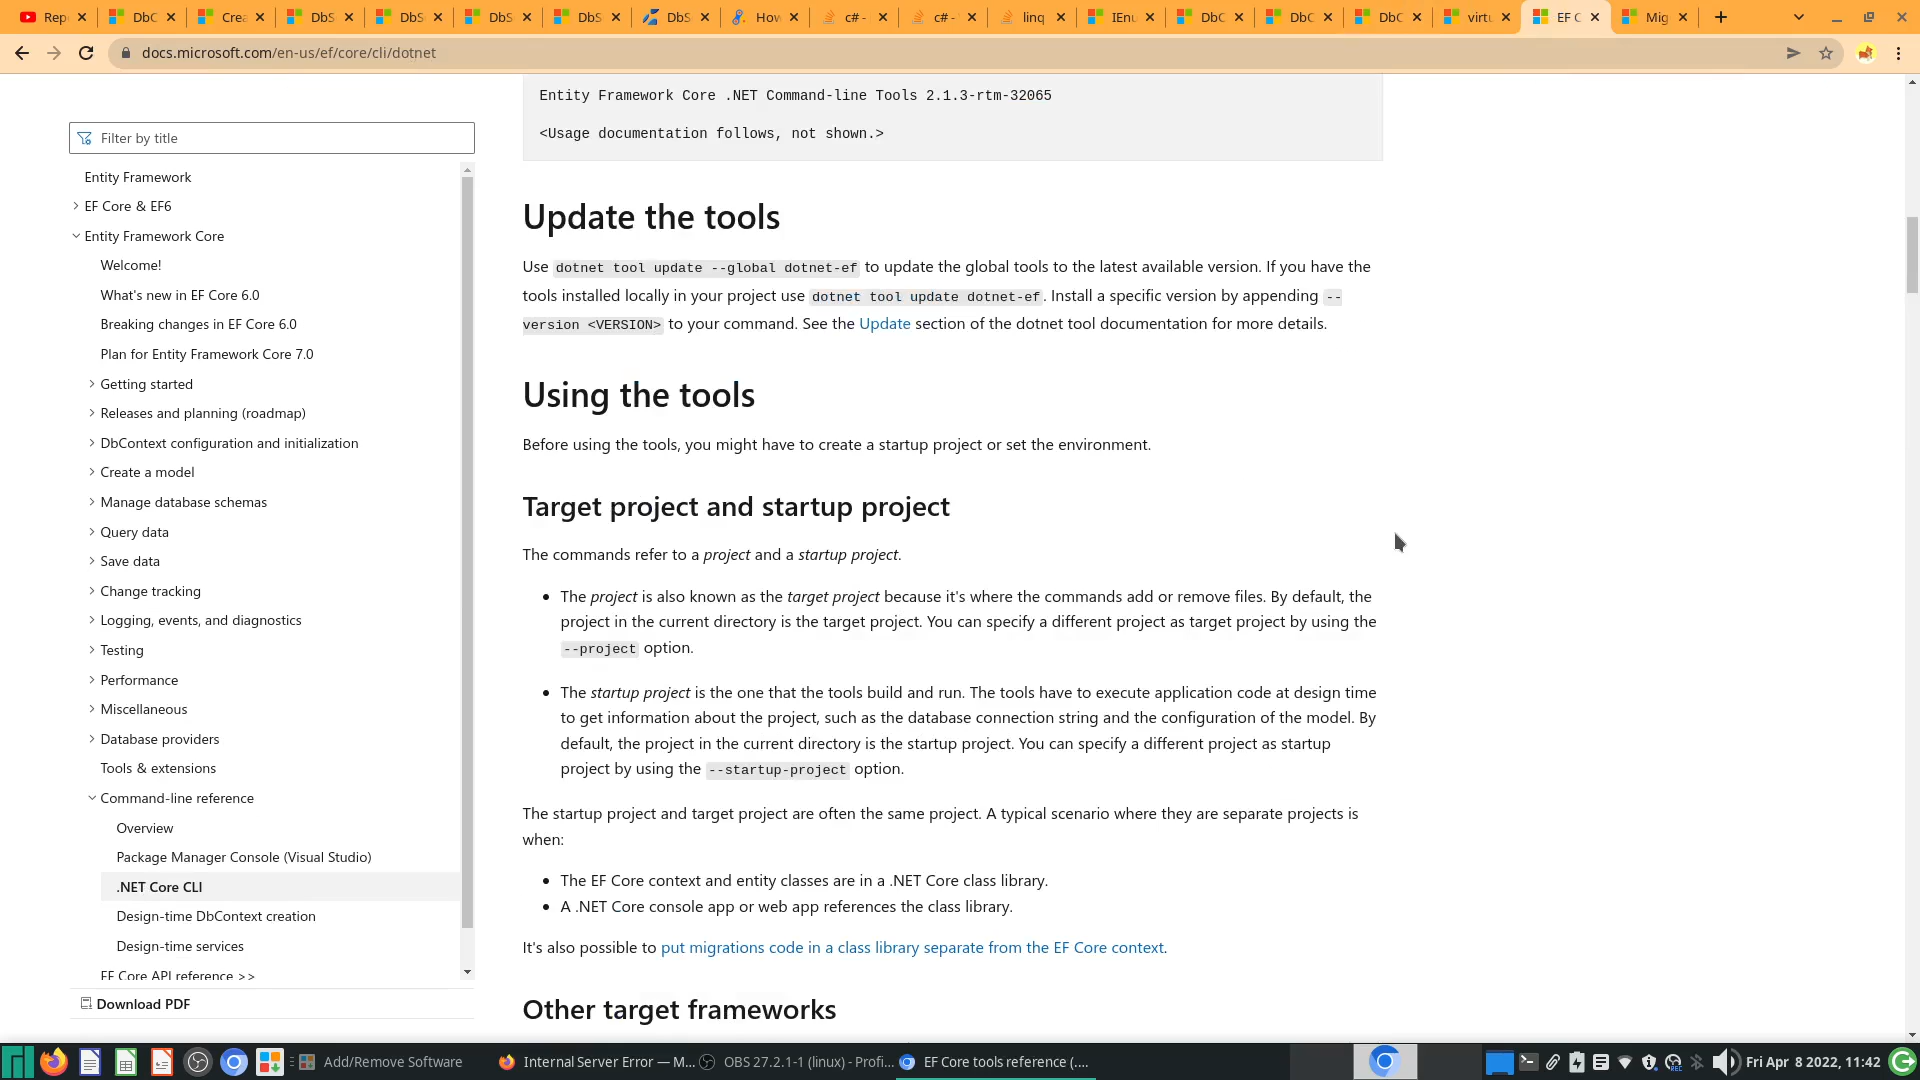 Rep
DbC
Crea
DbS
DbSe
DbS
DbS
DbSe
How
c# -
c# -
linq
IEnu
DbC
DbC
DbC
virtu
EF C
Mig
docs.microsoft.com/en-us/ef/core/cli/dotnet
Filter by title
Entity Framework
EF Core & EF6
Entity Framework Core
Welcome!
What's new in EF Core 6.0
Breaking changes in EF Core 6.0
Plan for Entity Framework Core 7.0
Getting started
Releases and planning (roadmap)
DbContext configuration and initialization
Create a model
Manage database schemas
Query data
Save data
Change tracking
Logging, events, and diagnostics
Testing
Performance
Miscellaneous
Database providers
Tools & extensions
Command-line reference
Overview
Package Manager Console (Visual Studio)
.NET Core CLI
Design-time DbContext creation
Design-time services
EF Core API reference >>
Download PDF
Entity Framework Core .NET Command-line Tools 2.1.3-rtm-32065
<Usage documentation follows, not shown.>
Update the tools
Use dotnet tool update --global dotnet-ef to update the global tools to the latest available version. If you have the
tools installed locally in your project use dotnet tool update dotnet-ef. Install a specific version by appending --
version <VERSION> to your command. See the Update section of the dotnet tool documentation for more details.
Using the tools
Before using the tools, you might have to create a startup project or set the environment.
Target project and startup project
The commands refer to a project and a startup project.
• The project is also known as the target project because it's where the commands add or remove files. By default, the
project in the current directory is the target project. You can specify a different project as target project by using the
--project option.
• The startup project is the one that the tools build and run. The tools have to execute application code at design time
to get information about the project, such as the database connection string and the configuration of the model. By
default, the project in the current directory is the startup project. You can specify a different project as startup
project by using the --startup-project option.
The startup project and target project are often the same project. A typical scenario where they are separate projects is
when:
• The EF Core context and entity classes are in a .NET Core class library.
• A .NET Core console app or web app references the class library.
It's also possible to put migrations code in a class library separate from the EF Core context.
Other target frameworks
Add/Remove Software
Internal Server Error — M...
OBS 27.2.1-1 (linux) - Profi...
EF Core tools reference (....
Fri Apr 8 2022, 11:42